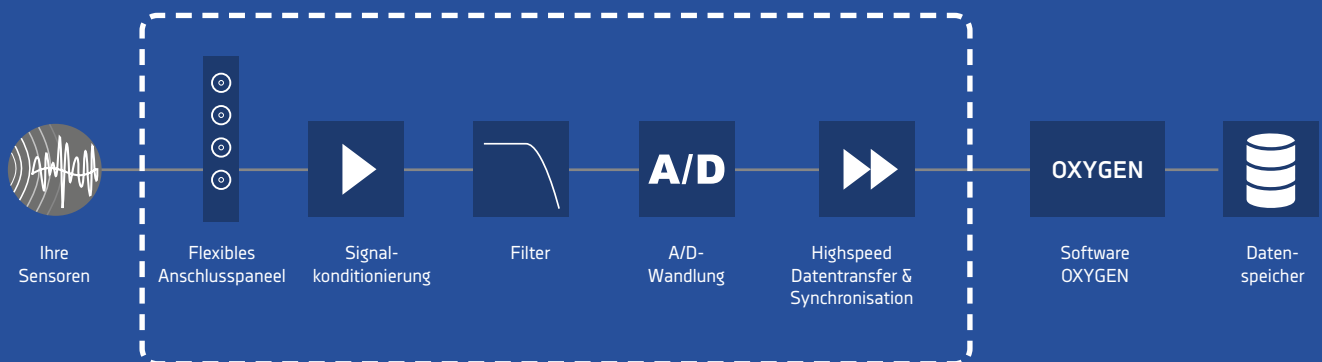 A/D
OXYGEN
Ihre
Sensoren
Flexibles
Anschlusspaneel
Signal-
konditionierung
Filter
A/D-
Wandlung
Highspeed
Datentransfer &
Synchronisation
Software
OXYGEN
Daten-
speicher